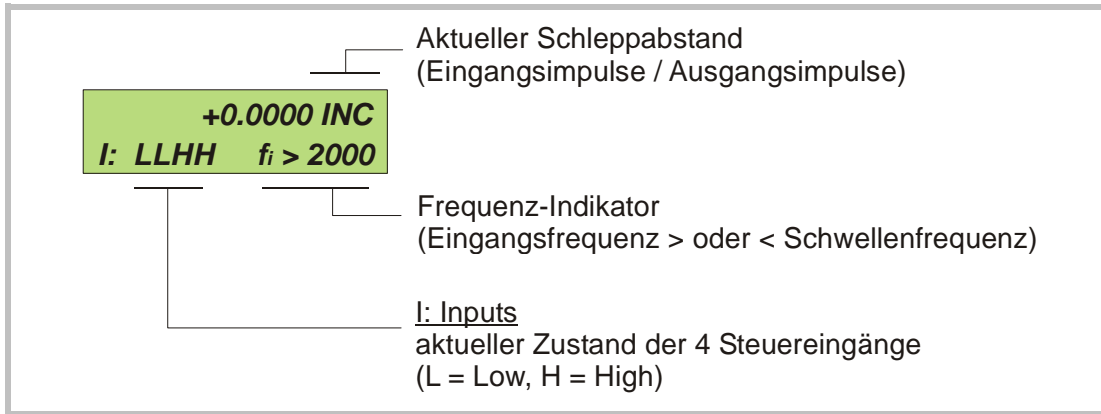 Aktueller Schleppabstand
(Eingangsimpulse / Ausgangsimpulse)
+0.0000 INC
I: LLHH fi > 2000
Frequenz-Indikator
(Eingangsfrequenz > oder < Schwellenfrequenz)
I: Inputs
aktueller Zustand der 4 Steuereingänge
(L = Low, H = High)